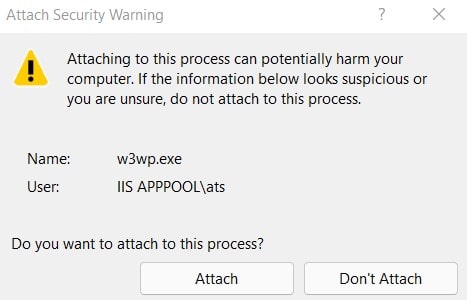 Attach Security Warning
?
Attaching to this process can potentially harm your
computer. If the information below looks suspicious or
you are unsure, do not attach to this process.
Name: w3wp.exe
User: IIS APPPOOL\ats
Do you want to attach to this process?
Attach Don't Attach